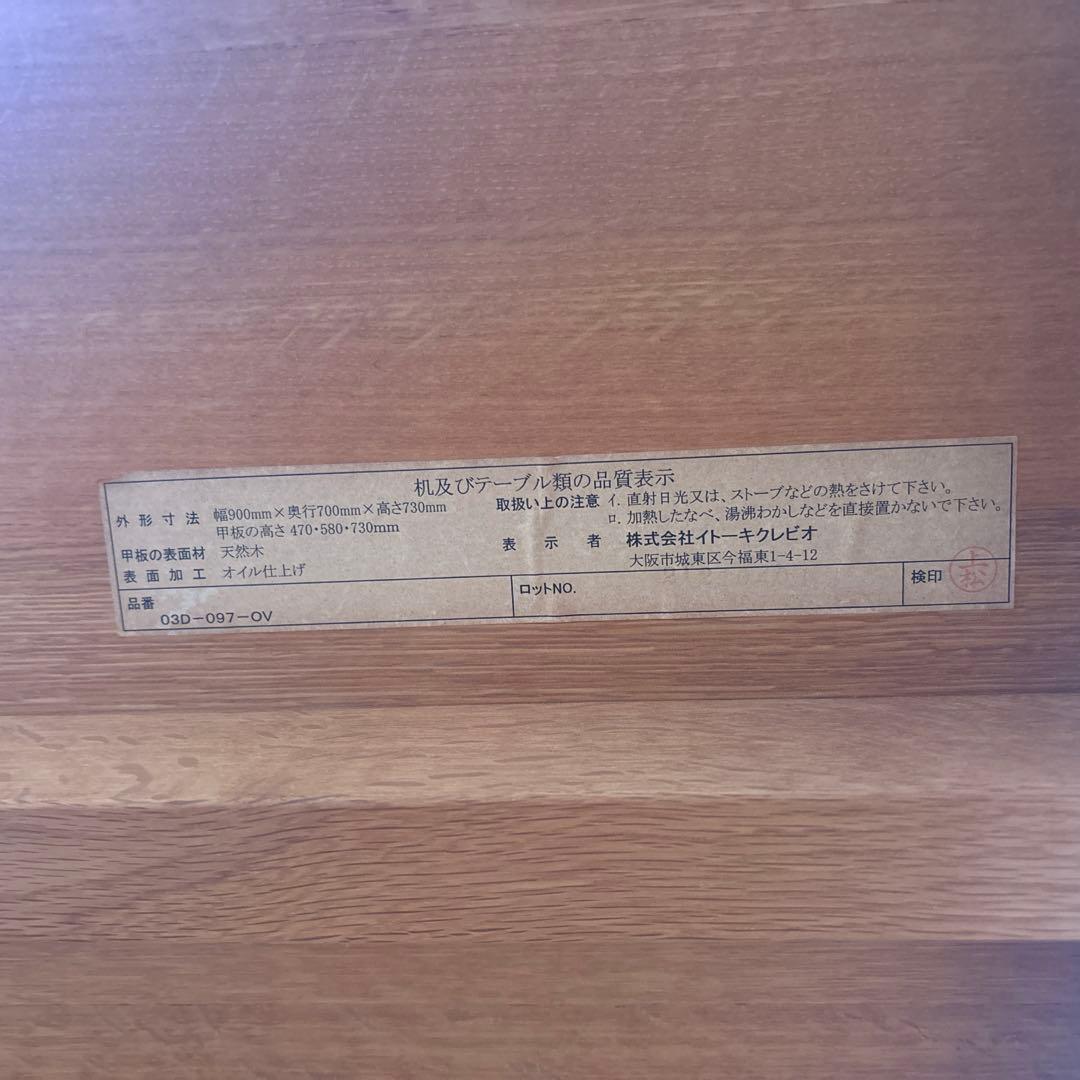 机及びテーブル類の品質表示
外形寸法 幅900mm×奥行700mm×高さ730mm
甲板の高さ 470・580・730mm
甲板の表面材 天然木
表面加工 オイル仕上げ
取扱い上の注意 イ. 直射日光又は、ストーブなどの熱をさけて下さい。
ロ. 加熱したなべ、湯沸わかしなどを直接置かないで下さい。
表示者 株式会社イトーキクレビオ
大阪市城東区今福東1-4-12
品番
03D-097-OV
ロットNO.
検印